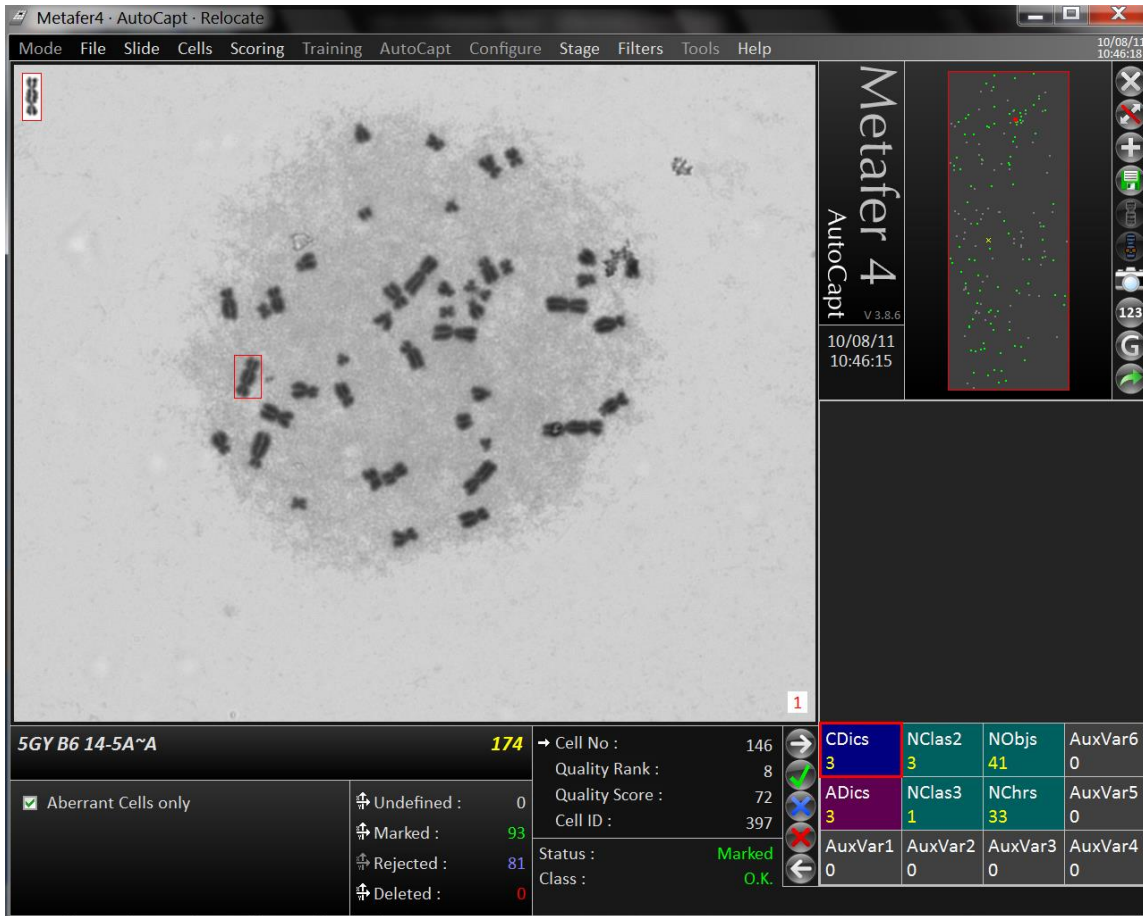 Metafer4 · AutoCapt · Relocate
Mode File Slide Cells Scoring Training AutoCapt Configure Stage Filters Tools Help
10/08/11
10:46:18
Metafer 4
AutoCapt
V 3.8.6
10/08/11
10:46:15
123
G
1
5GY B6 14-5A~A 174
Aberrant Cells only
Undefined : 0
Marked : 93
Rejected : 81
Deleted : 0
Cell No : 146
Quality Rank : 8
Quality Score : 72
Cell ID : 397
Status : Marked
Class : O.K.
CDics NClas2 NObjs AuxVar6
3 3 41 0
ADics NClas3 NChrs AuxVar5
3 1 33 0
AuxVar1 AuxVar2 AuxVar3 AuxVar4
0 0 0 0